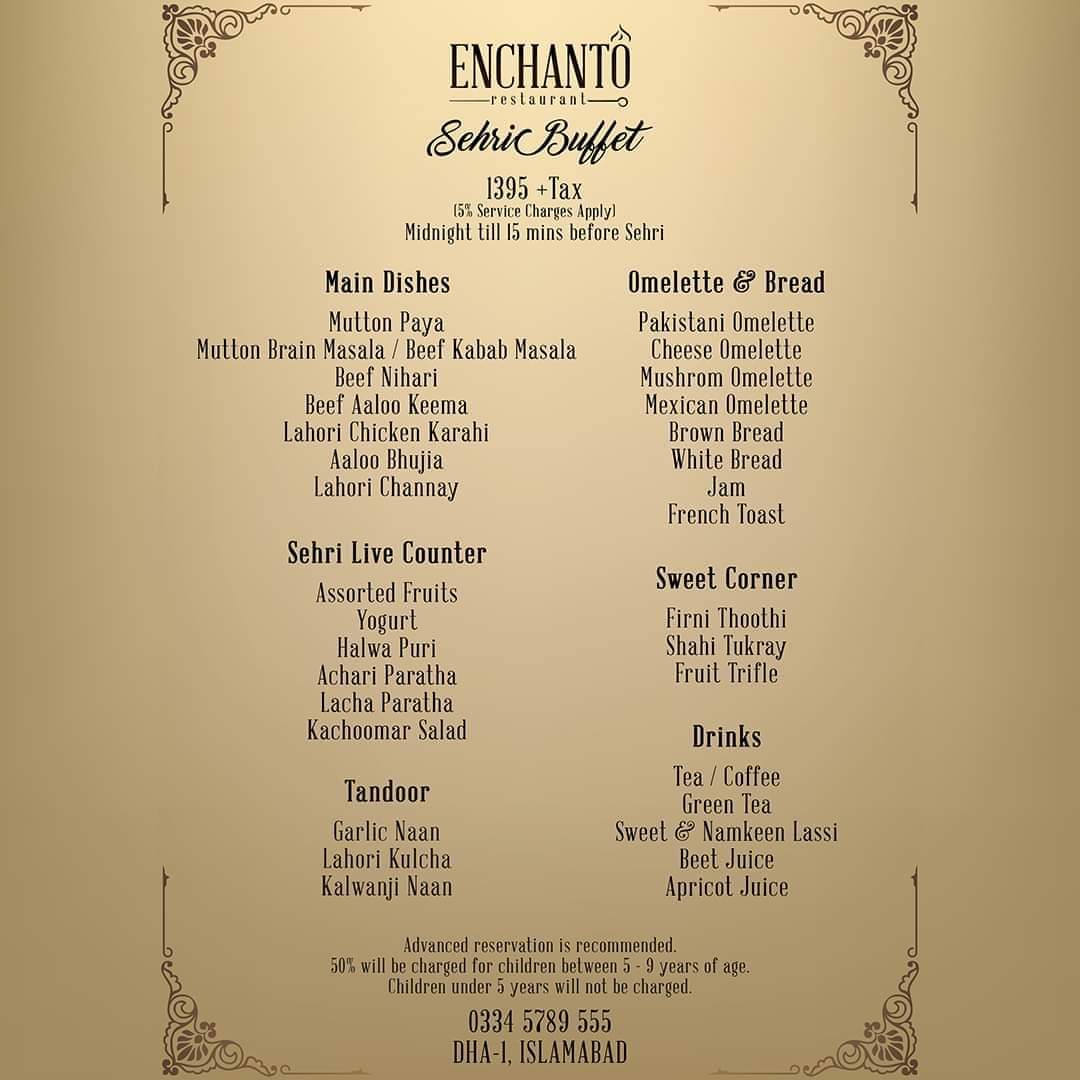 ENCHANTO
restaurant
Sehri Buffet
1395 +Tax
(5% Service Charges Apply)
Midnight till 15 mins before Sehri
Main Dishes
Mutton Paya
Mutton Brain Masala / Beef Kabab Masala
Beef Nihari
Beef Aaloo Keema
Lahori Chicken Karahi
Aaloo Bhujia
Lahori Channay
Sehri Live Counter
Assorted Fruits
Yogurt
Halwa Puri
Achari Paratha
Lacha Paratha
Kachoomar Salad
Tandoor
Garlic Naan
Lahori Kulcha
Kalwanji Naan
Omelette & Bread
Pakistani Omelette
Cheese Omelette
Mushrom Omelette
Mexican Omelette
Brown Bread
White Bread
Jam
French Toast
Sweet Corner
Firni Thoothi
Shahi Tukray
Fruit Trifle
Drinks
Tea / Coffee
Green Tea
Sweet & Namkeen Lassi
Beet Juice
Apricot Juice
Advanced reservation is recommended.
50% will be charged for children between 5 - 9 years of age.
Children under 5 years will not be charged.
0334 5789 555
DHA-1, ISLAMABAD